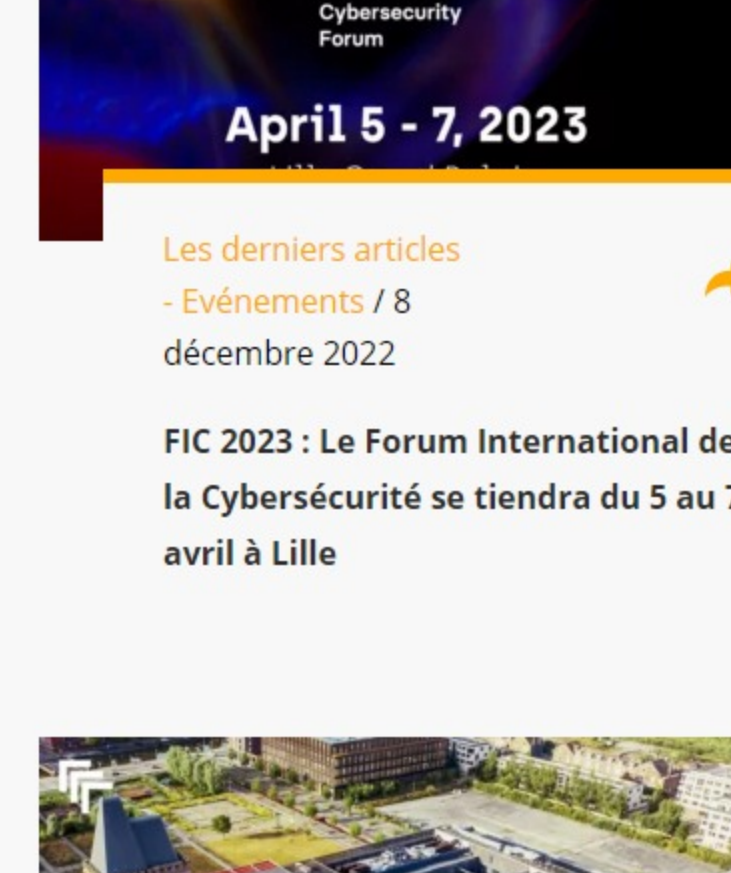 Cybersecurity
Forum
April 5 - 7, 2023
Les derniers articles
- Evénements / 8
décembre 2022
FIC 2023 : Le Forum International de
la Cybersécurité se tiendra du 5 au 7
avril à Lille